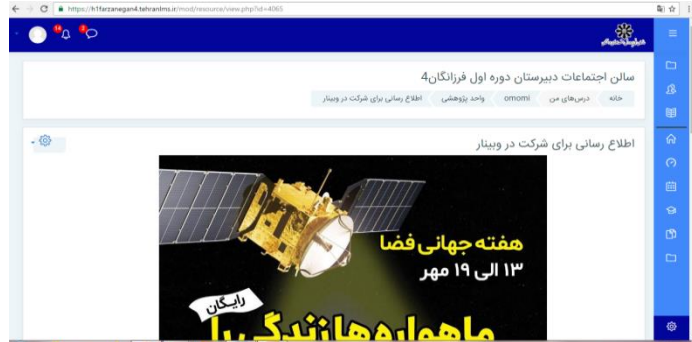 https://h1farzanegan4.tehranlms.ir/mod/resource/view.php?id=4065
سالن اجتماعات دبیرستان دوره اول فرزانگان4
خانه درس‌های من omomi واحد پژوهشی اطلاع رسانی برای شرکت در وبینار
اطلاع رسانی برای شرکت در وبینار
هفته جهانی فضا
۱۳ الی ۱۹ مهر
رایگان
ماهواره ها زندگی را